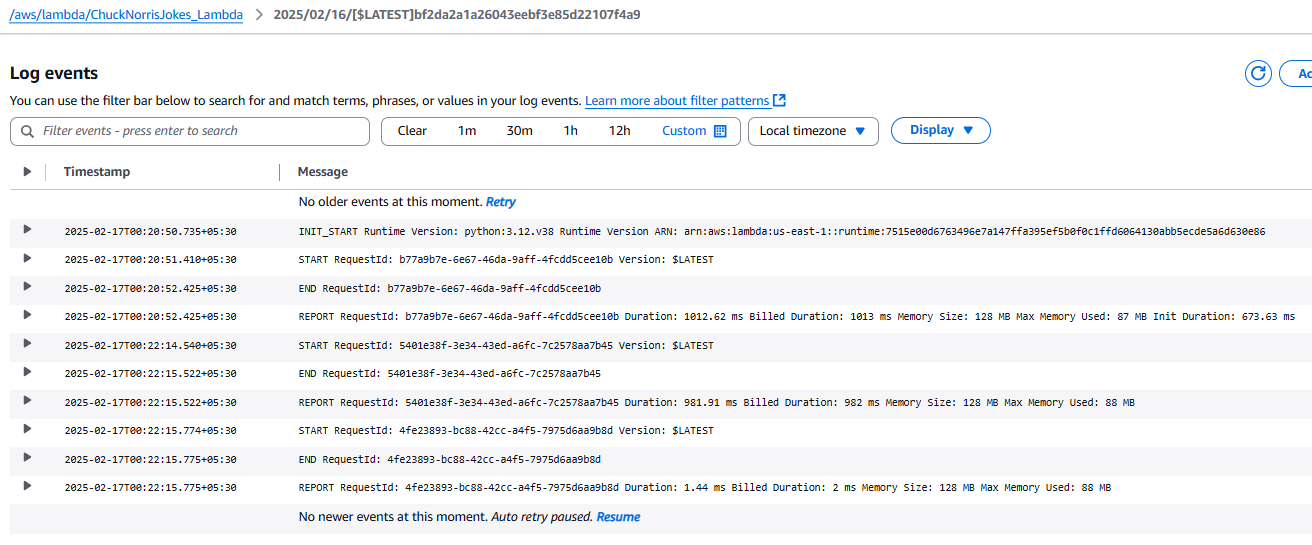 /aws/lambda/ChuckNorrisJokes_Lambda > 2025/02/16/[$LATEST]bf2da2a1a26043eebf3e85d22107f4a9
Log events
You can use the filter bar below to search for and match terms, phrases, or values in your log events. Learn more about filter patterns
Filter events - press enter to search Clear 1m 30m 1h 12h Custom Local timezone Display
Timestamp Message
No older events at this moment. Retry
2025-02-17T00:20:50.735+05:30 INIT_START Runtime Version: python:3.12.v38 Runtime Version ARN: arn:aws:lambda:us-east-1::runtime:7515e00d6763496e7a147ffa395ef5b0f0c1ffd6064130abb5ecde5a6d630e86
2025-02-17T00:20:51.410+05:30 START RequestId: b77a9b7e-6e67-46da-9aff-4fcdd5cee10b Version: $LATEST
2025-02-17T00:20:52.425+05:30 END RequestId: b77a9b7e-6e67-46da-9aff-4fcdd5cee10b
2025-02-17T00:20:52.425+05:30 REPORT RequestId: b77a9b7e-6e67-46da-9aff-4fcdd5cee10b Duration: 1012.62 ms Billed Duration: 1013 ms Memory Size: 128 MB Max Memory Used: 87 MB Init Duration: 673.63 ms
2025-02-17T00:22:14.540+05:30 START RequestId: 5401e38f-3e34-43ed-a6fc-7c2578aa7b45 Version: $LATEST
2025-02-17T00:22:15.522+05:30 END RequestId: 5401e38f-3e34-43ed-a6fc-7c2578aa7b45
2025-02-17T00:22:15.522+05:30 REPORT RequestId: 5401e38f-3e34-43ed-a6fc-7c2578aa7b45 Duration: 981.91 ms Billed Duration: 982 ms Memory Size: 128 MB Max Memory Used: 88 MB
2025-02-17T00:22:15.774+05:30 START RequestId: 4fe23893-bc88-42cc-a4f5-7975d6aa9b8d Version: $LATEST
2025-02-17T00:22:15.775+05:30 END RequestId: 4fe23893-bc88-42cc-a4f5-7975d6aa9b8d
2025-02-17T00:22:15.775+05:30 REPORT RequestId: 4fe23893-bc88-42cc-a4f5-7975d6aa9b8d Duration: 1.44 ms Billed Duration: 2 ms Memory Size: 128 MB Max Memory Used: 88 MB
No newer events at this moment. Auto retry paused. Resume